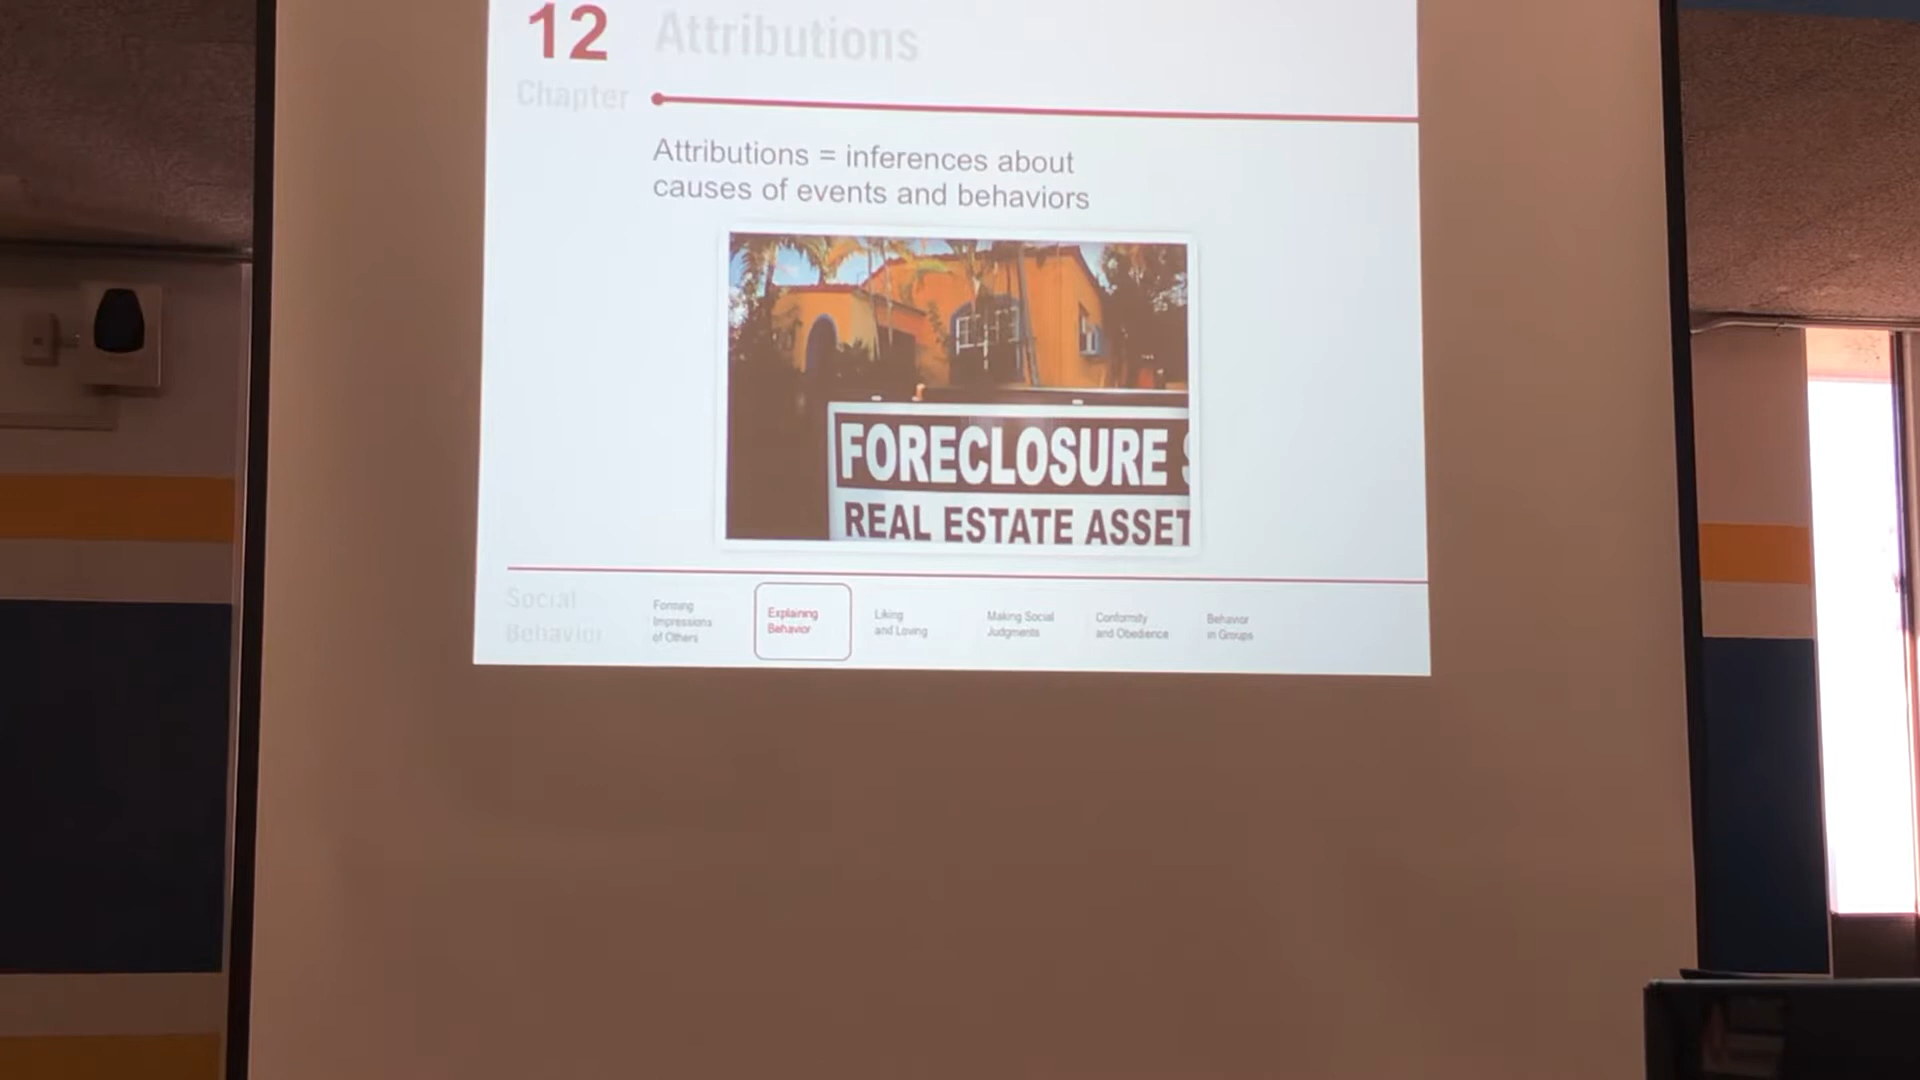 12 Attributions
Chapter
Attributions = inferences about
causes of events and behaviors
FORECLOSURE
REAL ESTATE ASSET
Social
Behavior
Forming
Impressions
of Others
Explaining
Behavior
Liking
and Loving
Making Social
Judgments
Conformity
and Obedience
Behavior
in Groups